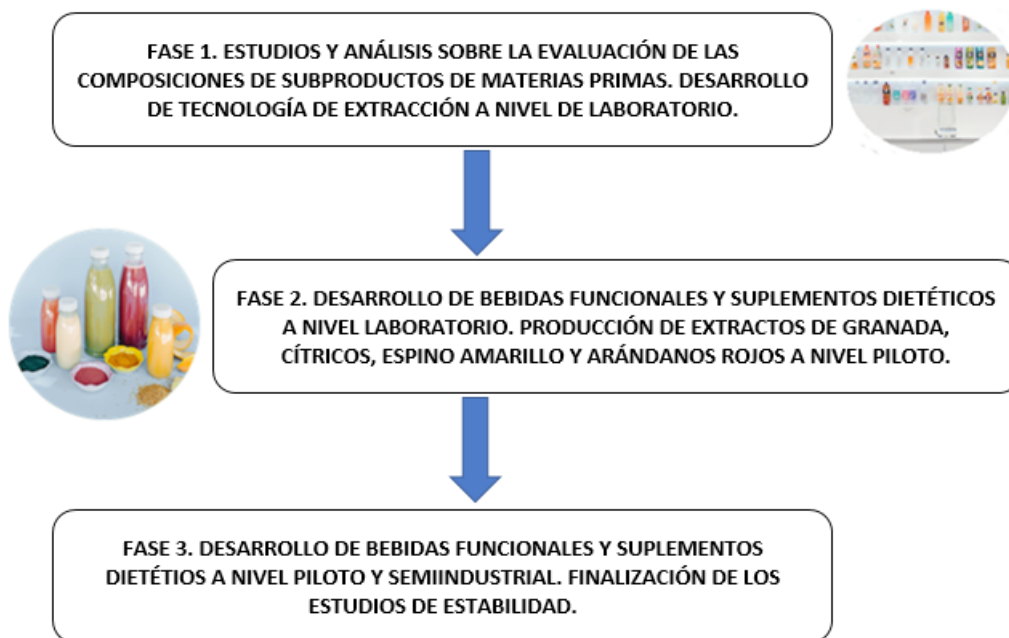 FASE 1. ESTUDIOS Y ANÁLISIS SOBRE LA EVALUACIÓN DE LAS
COMPOSICIONES DE SUBPRODUCTOS DE MATERIAS PRIMAS. DESARROLLO
DE TECNOLOGÍA DE EXTRACCIÓN A NIVEL DE LABORATORIO.
FASE 2. DESARROLLO DE BEBIDAS FUNCIONALES Y SUPLEMENTOS DIETÉTICOS
A NIVEL LABORATORIO. PRODUCCIÓN DE EXTRACTOS DE GRANADA,
CÍTRICOS, ESPINO AMARILLO Y ARÁNDANOS ROJOS A NIVEL PILOTO.
FASE 3. DESARROLLO DE BEBIDAS FUNCIONALES Y SUPLEMENTOS
DIETÉTIOS A NIVEL PILOTO Y SEMIINDUSTRIAL. FINALIZACIÓN DE LOS
ESTUDIOS DE ESTABILIDAD.